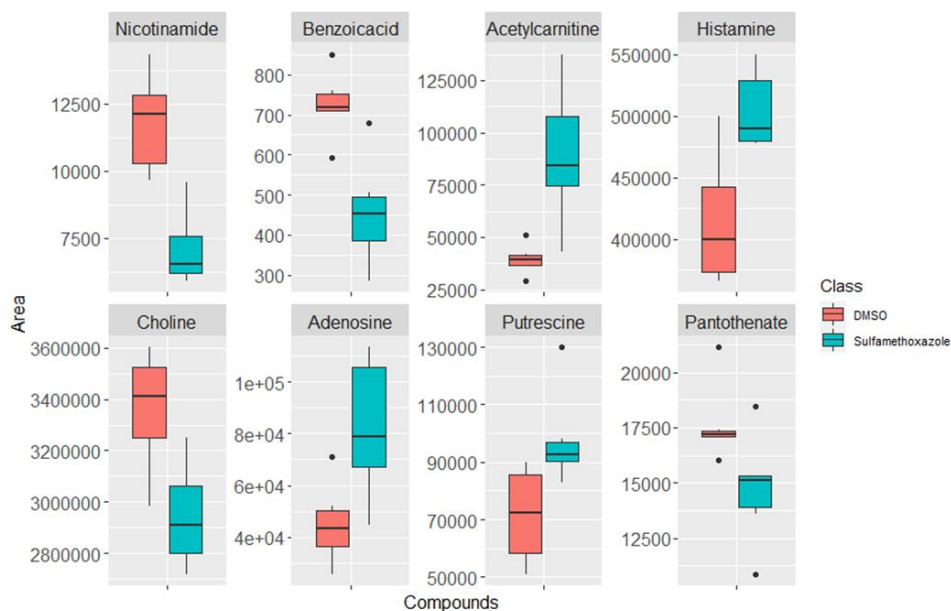 Nicotinamide
Benzoicacid
Acetylcarnitine
Histamine
12500
10000
7500
800
700
600
500
400
300
125000
100000
75000
50000
25000
550000
500000
450000
400000
Area
Choline
Adenosine
Putrescine
Pantothenate
3600000
3400000
3200000
3000000
2800000
1e+05
8e+04
6e+04
4e+04
130000
110000
90000
70000
50000
20000
17500
15000
12500
Compounds
Class
DMSO
Sulfamethoxazole